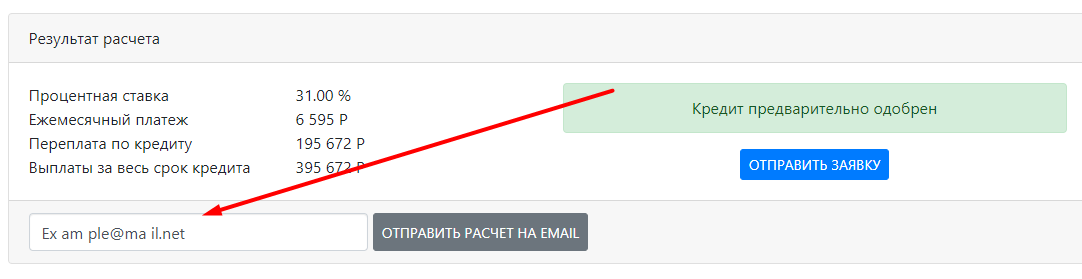 Результат расчета
Процентная ставка 31.00 %
Ежемесячный платеж 6 595 Р
Переплата по кредиту 195 672 Р
Выплаты за весь срок кредита 395 672 Р
Кредит предварительно одобрен
ОТПРАВИТЬ ЗАЯВКУ
Ex am ple@ma il.net
ОТПРАВИТЬ РАСЧЕТ НА EMAIL